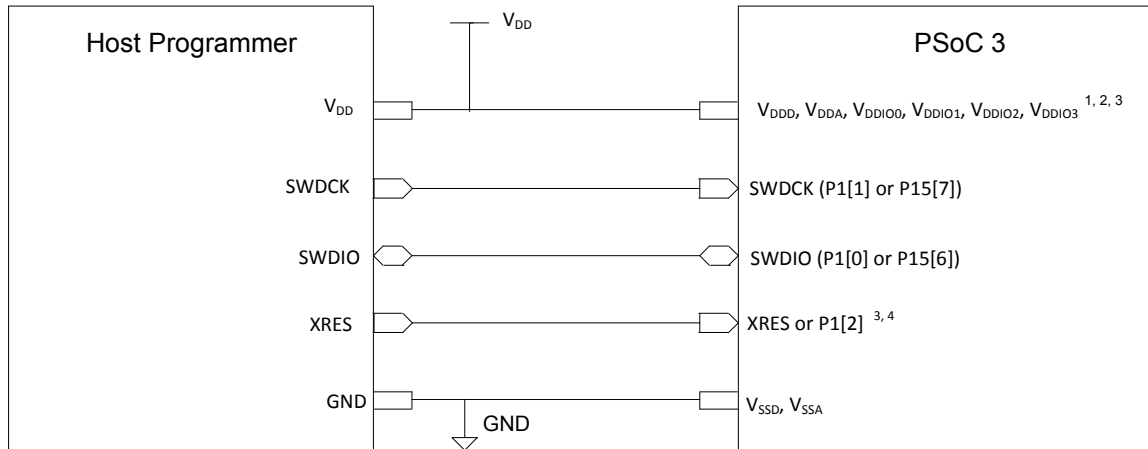 V_DD
Host Programmer
PSoC 3
V_DD
V_DDD, V_DDA, V_DDIO0, V_DDIO1, V_DDIO2, V_DDIO3 1, 2, 3
SWDCK
SWDCK (P1[1] or P15[7])
SWDIO
SWDIO (P1[0] or P15[6])
XRES
XRES or P1[2] 3, 4
GND
GND
V_SSD, V_SSA